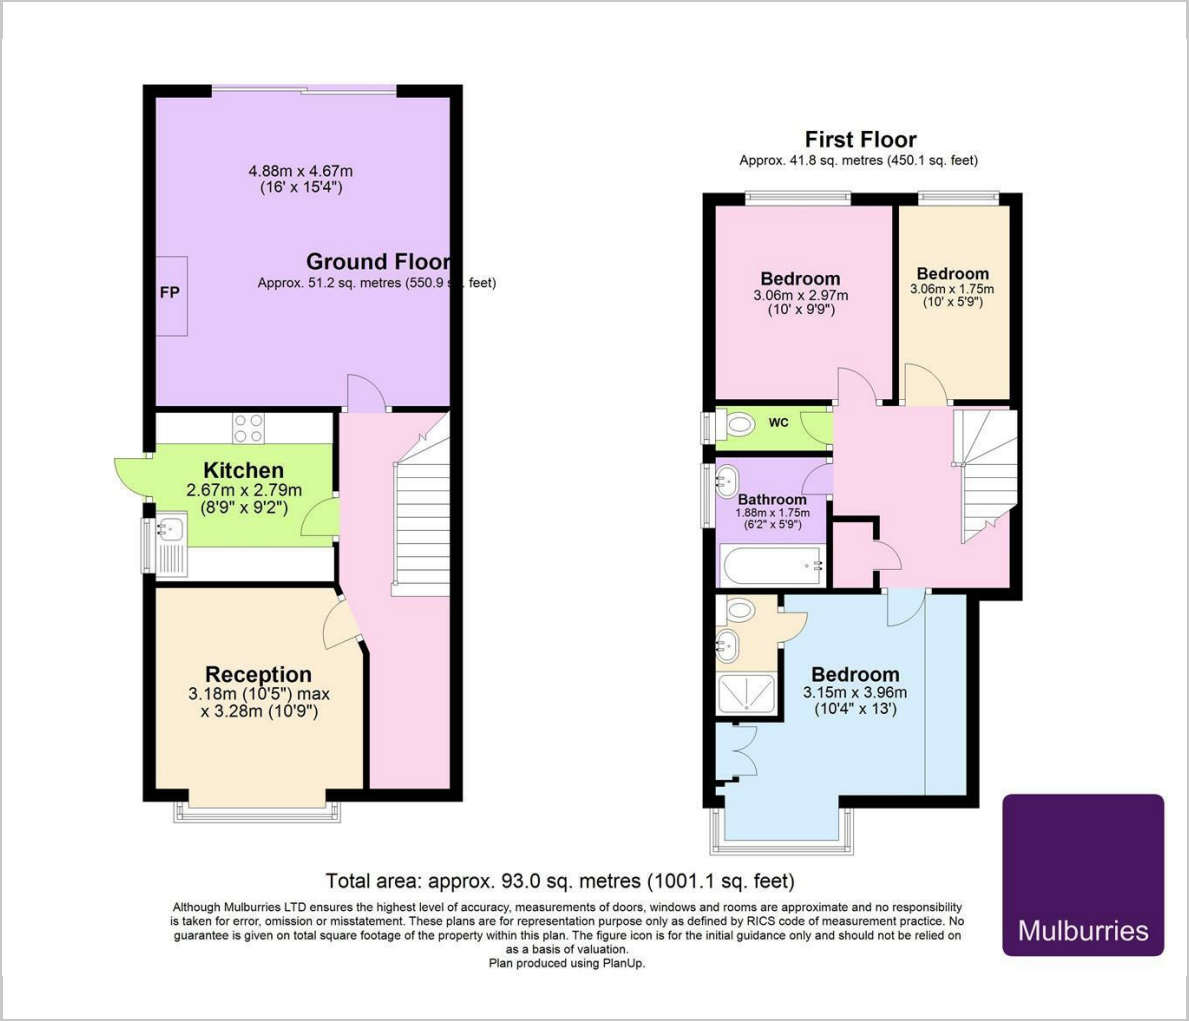 4.88m x 4.67m
(16' x 15'4")
Ground Floor
Approx. 51.2 sq. metres (550.9 sq. feet)
FP
Kitchen
2.67m x 2.79m
(8'9" x 9'2")
Reception
3.18m (10'5") max
x 3.28m (10'9")
First Floor
Approx. 41.8 sq. metres (450.1 sq. feet)
Bedroom
3.06m x 2.97m
(10' x 9'9")
Bedroom
3.06m x 1.75m
(10' x 5'9")
WC
Bathroom
1.88m x 1.75m
(6'2" x 5'9")
Bedroom
3.15m x 3.96m
(10'4" x 13')
Total area: approx. 93.0 sq. metres (1001.1 sq. feet)
Although Mulburries LTD ensures the highest level of accuracy, measurements of doors, windows and rooms are approximate and no responsibility
is taken for error, omission or misstatement. These plans are for representation purpose only as defined by RICS code of measurement practice. No
guarantee is given on total square footage of the property within this plan. The figure icon is for the initial guidance only and should not be relied on
as a basis of valuation.
Plan produced using PlanUp.
Mulburries